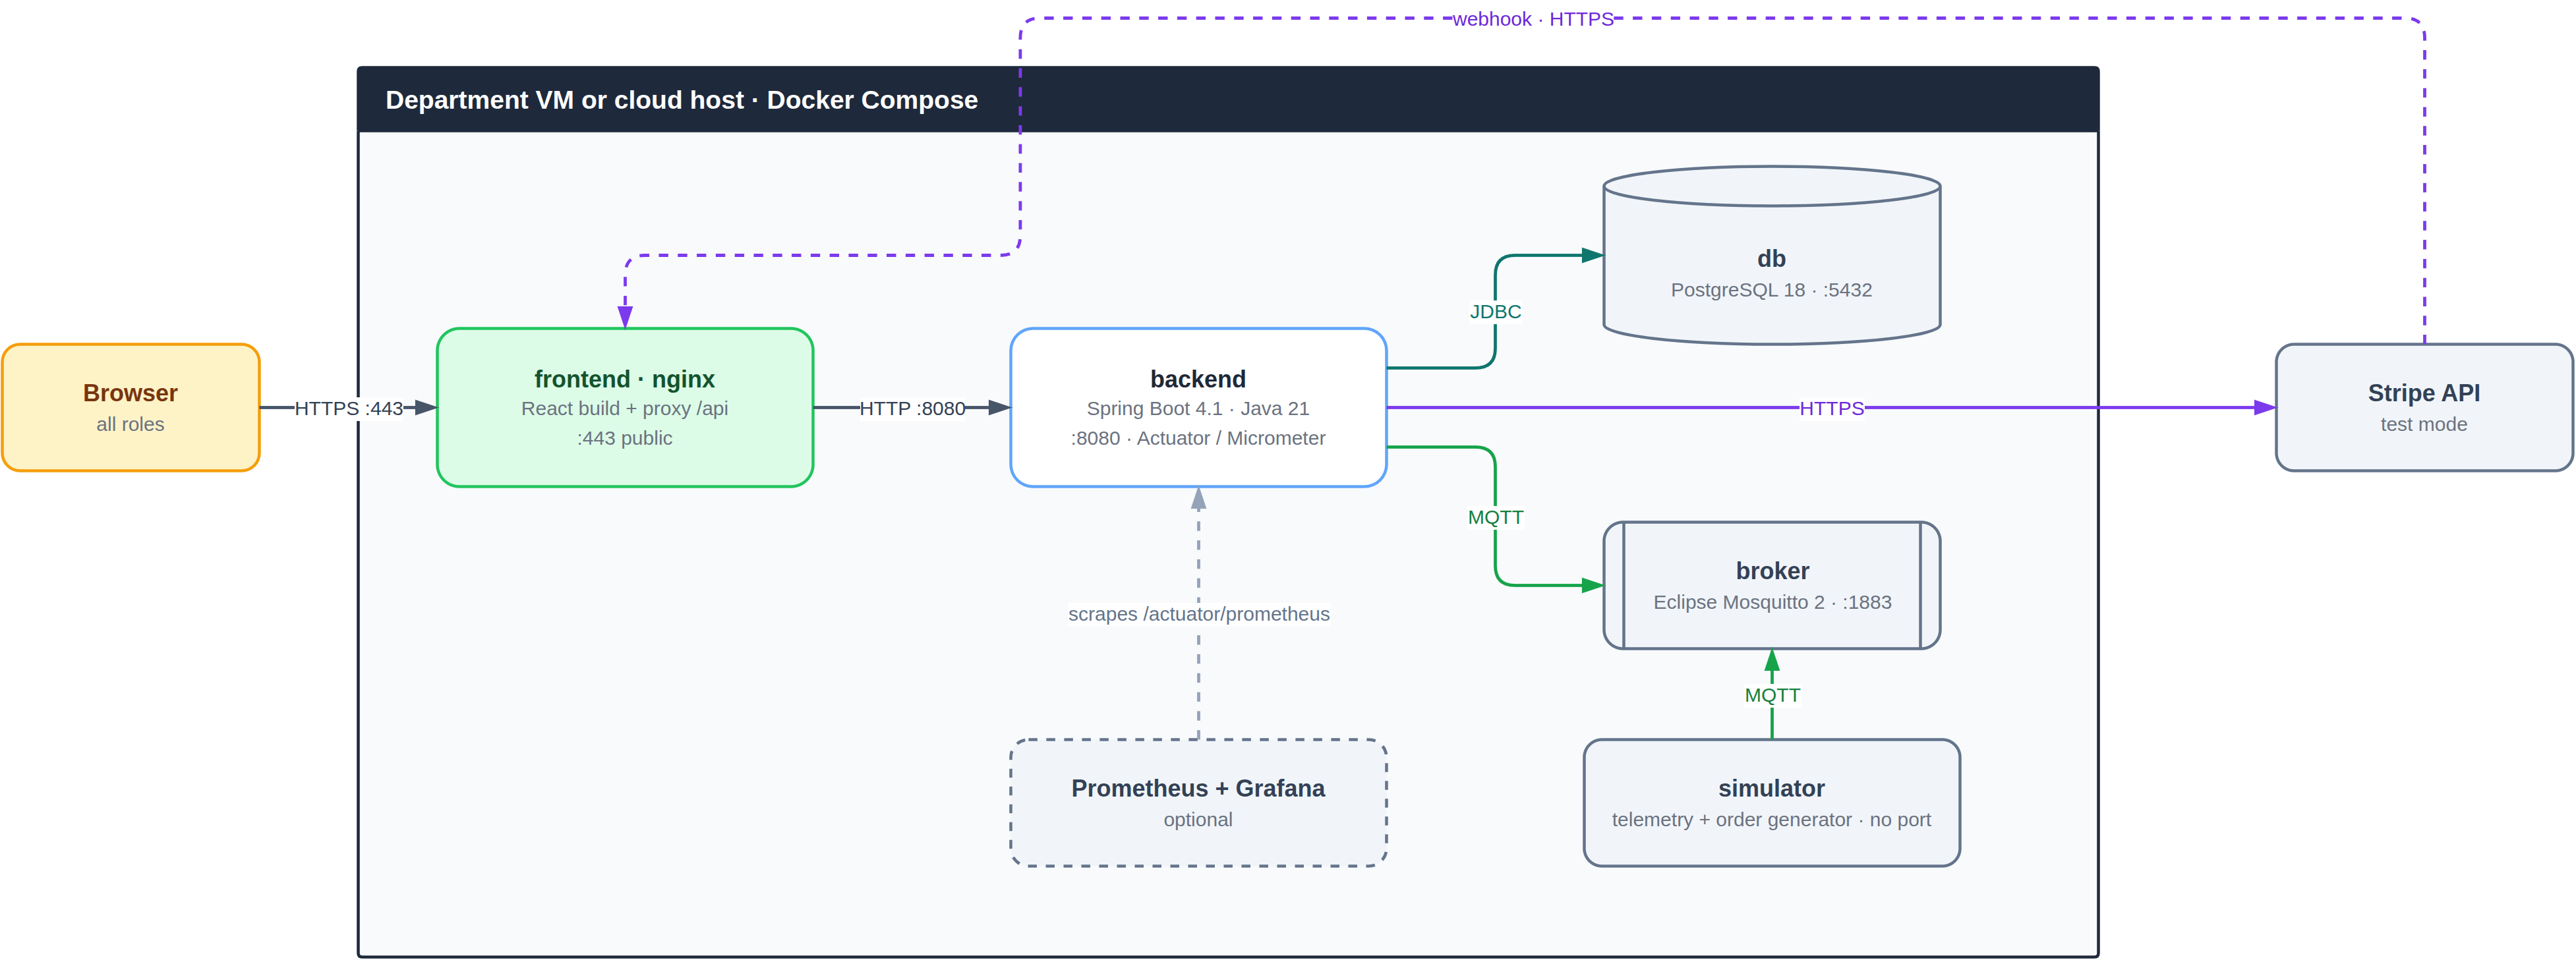 webhook · HTTPS
Department VM or cloud host · Docker Compose
db
PostgreSQL 18 · :5432
JDBC
Browser
all roles
HTTPS :443
frontend · nginx
React build + proxy /api
:443 public
HTTP :8080
backend
Spring Boot 4.1 · Java 21
:8080 · Actuator / Micrometer
HTTPS
Stripe API
test mode
MQTT
broker
Eclipse Mosquitto 2 · :1883
scrapes /actuator/prometheus
MQTT
Prometheus + Grafana
optional
simulator
telemetry + order generator · no port